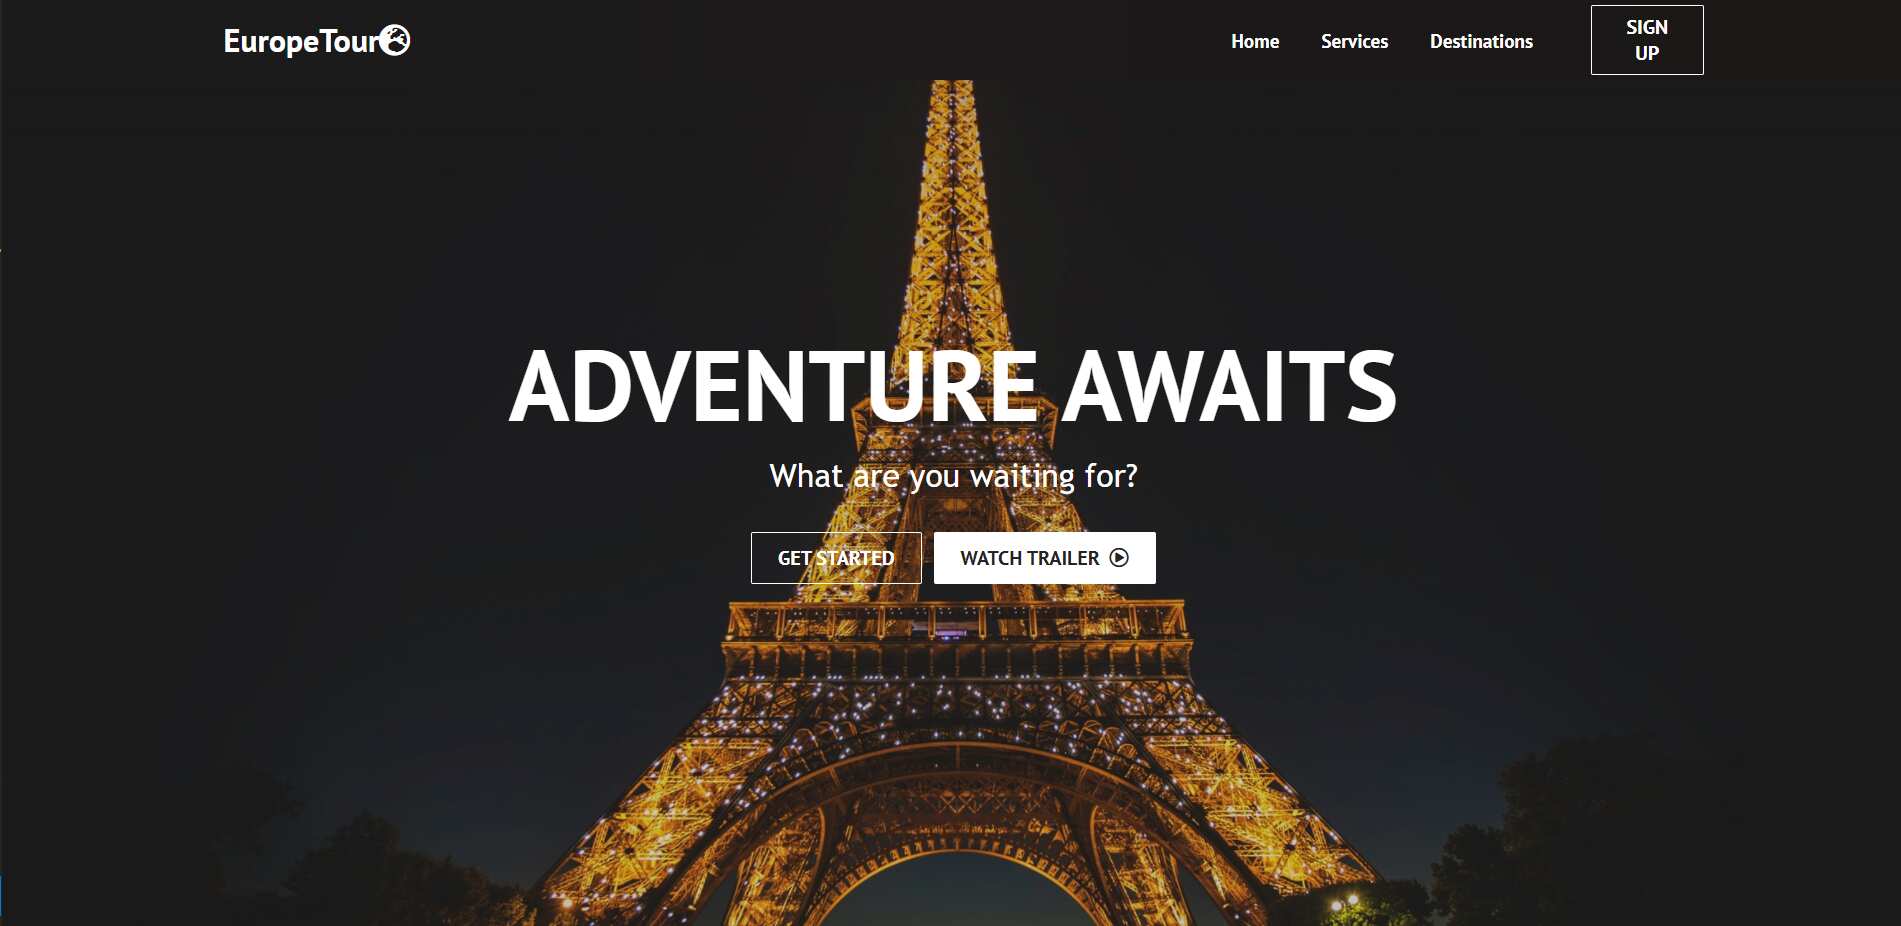 EuropeTour
Home
Services
Destinations
SIGN
UP
ADVENTURE AWAITS
What are you waiting for?
GET STARTED
WATCH TRAILER